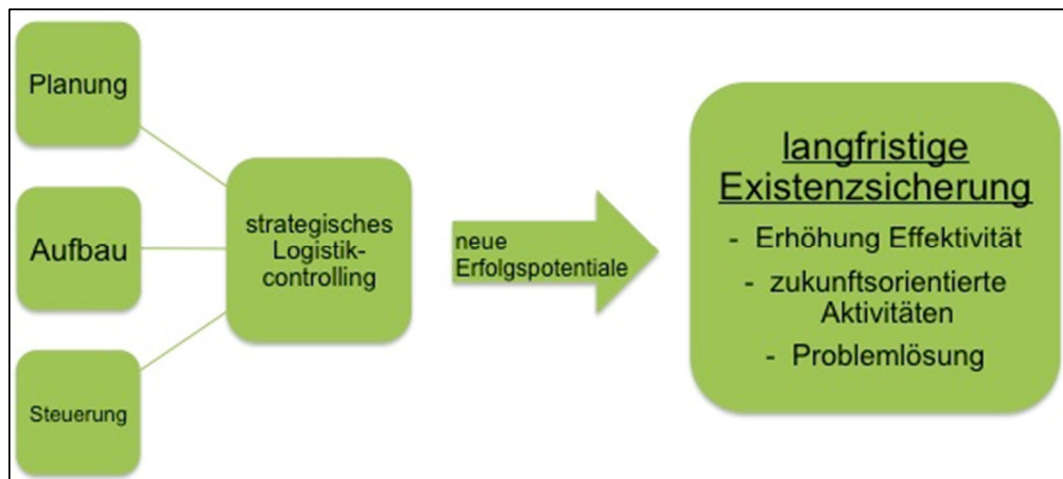 Planung
Aufbau
Steuerung
strategisches
Logistik-
controlling
neue
Erfolgspotentiale
langfristige
Existenzsicherung
- Erhöhung Effektivität
- zukunftsorientierte
Aktivitäten
- Problemlösung